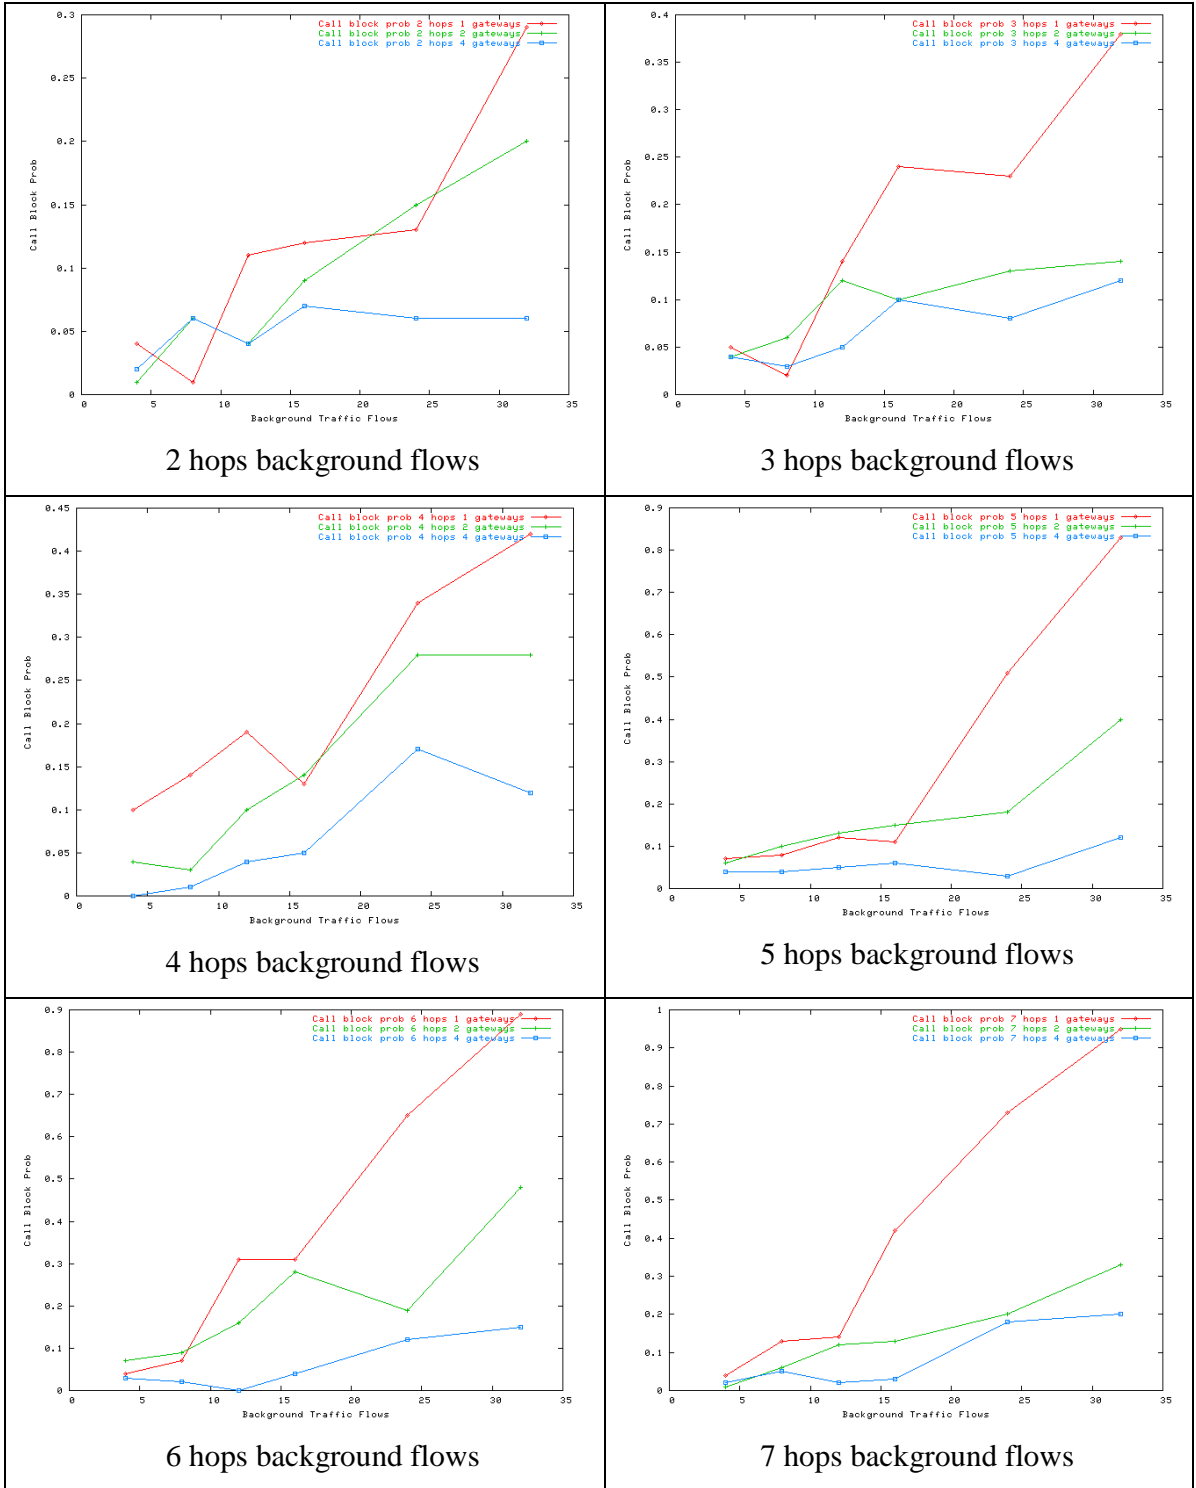 0.3
0.25
0.2
0.15
0.1
0.05
0
Call Block Prob
Call block prob 2 hops 1 gateways
Call block prob 2 hops 2 gateways
Call block prob 2 hops 4 gateways
0 5 10 15 20 25 30 35
Background Traffic Flows
2 hops background flows
0.4
0.35
0.3
0.25
0.2
0.15
0.1
0.05
0
Call Block Prob
Call block prob 3 hops 1 gateways
Call block prob 3 hops 2 gateways
Call block prob 3 hops 4 gateways
0 5 10 15 20 25 30 35
Background Traffic Flows
3 hops background flows
0.45
0.4
0.35
0.3
0.25
0.2
0.15
0.1
0.05
0
Call Block Prob
Call block prob 4 hops 1 gateways
Call block prob 4 hops 2 gateways
Call block prob 4 hops 4 gateways
0 5 10 15 20 25 30 35
Background Traffic Flows
4 hops background flows
0.9
0.8
0.7
0.6
0.5
0.4
0.3
0.2
0.1
0
Call Block Prob
Call block prob 5 hops 1 gateways
Call block prob 5 hops 2 gateways
Call block prob 5 hops 4 gateways
0 5 10 15 20 25 30 35
Background Traffic Flows
5 hops background flows
0.9
0.8
0.7
0.6
0.5
0.4
0.3
0.2
0.1
0
Call Block Prob
Call block prob 6 hops 1 gateways
Call block prob 6 hops 2 gateways
Call block prob 6 hops 4 gateways
0 5 10 15 20 25 30 35
Background Traffic Flows
6 hops background flows
1
0.9
0.8
0.7
0.6
0.5
0.4
0.3
0.2
0.1
0
Call Block Prob
Call block prob 7 hops 1 gateways
Call block prob 7 hops 2 gateways
Call block prob 7 hops 4 gateways
0 5 10 15 20 25 30 35
Background Traffic Flows
7 hops background flows